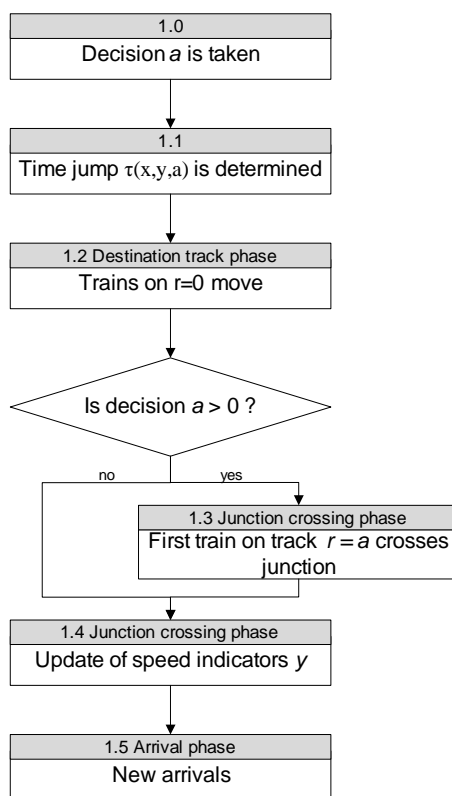 1.0
Decision a is taken
1.1
Time jump τ(x,y,a) is determined
1.2 Destination track phase
Trains on r=0 move
Is decision a > 0 ?
no
yes
1.3 Junction crossing phase
First train on track r = a crosses
junction
1.4 Junction crossing phase
Update of speed indicators y
1.5 Arrival phase
New arrivals